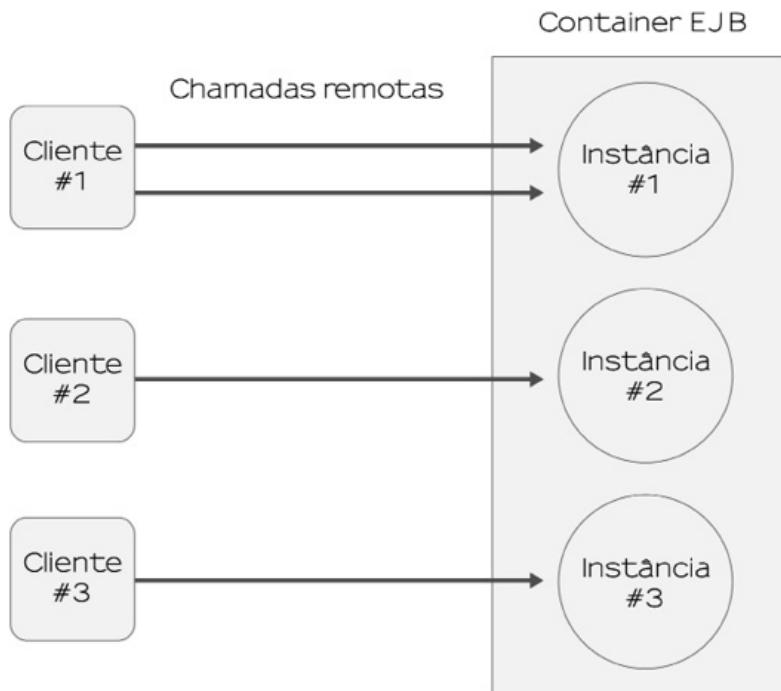 Container EJB
Chamadas remotas
Cliente
#1
Instância
#1
Cliente
#2
Instância
#2
Cliente
#3
Instância
#3